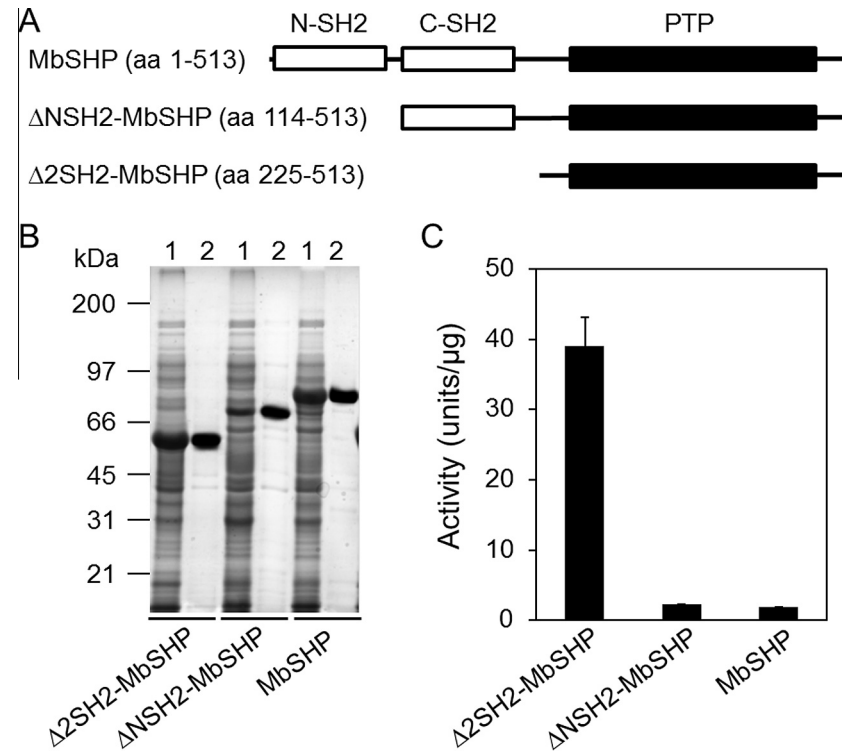 A
N-SH2 C-SH2 PTP
MbSHP (aa 1-513)
ΔNSH2-MbSHP (aa 114-513)
Δ2SH2-MbSHP (aa 225-513)
B
kDa
1 2 1 2 1 2
200
97
66
45
31
21
Δ2SH2-MbSHP
ΔNSH2-MbSHP
MbSHP
C
Activity (units/µg)
50
40
30
20
10
0
Δ2SH2-MbSHP
ΔNSH2-MbSHP
MbSHP